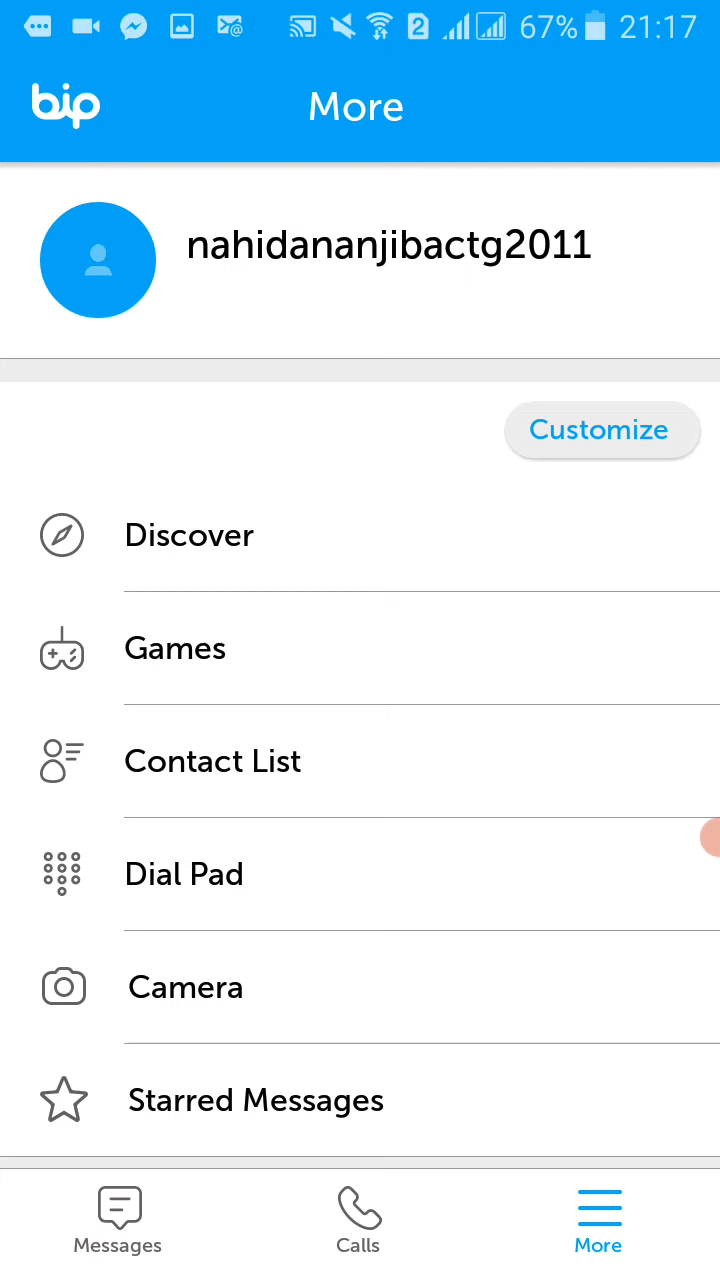 2 67% 21:17
bip More
nahidananjibactg2011
Customize
Discover
Games
Contact List
Dial Pad
Camera
Starred Messages
Messages Calls More